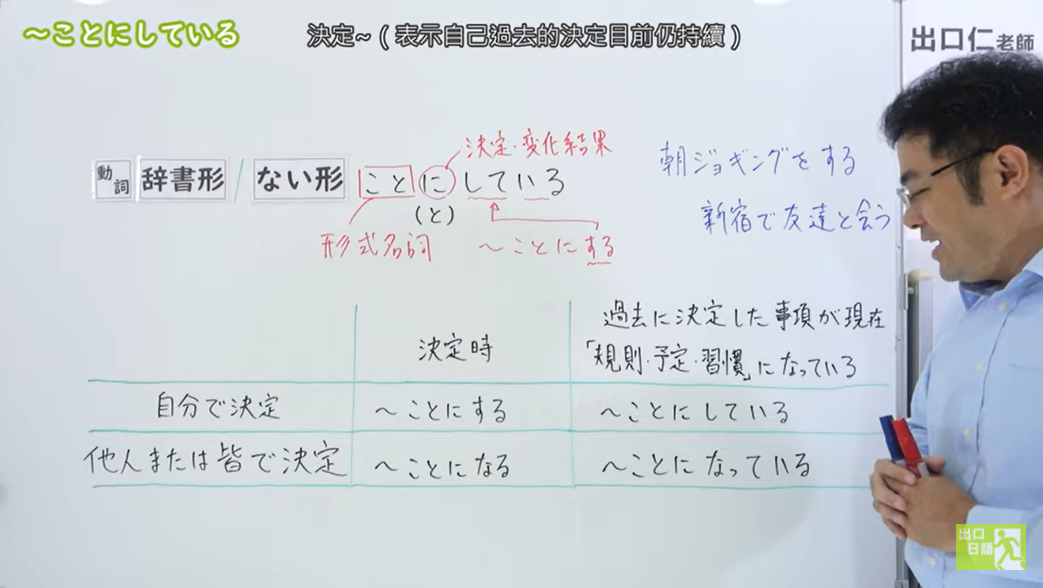 ～ことにしている
決定~（表示自己過去的決定目前仍持續）
出口仁老師
決定・変化結果
動詞 辞書形 / ない形 ことにしている
(と)
形式名詞
～ことにする
朝ジョギングをする
新宿で友達と会う
決定時
過去に決定した事項が現在
「規則・予定・習慣」になっている
自分で決定
～ことにする
～ことにしている
他人または皆で決定
～ことになる
～ことになっている
出口
日語